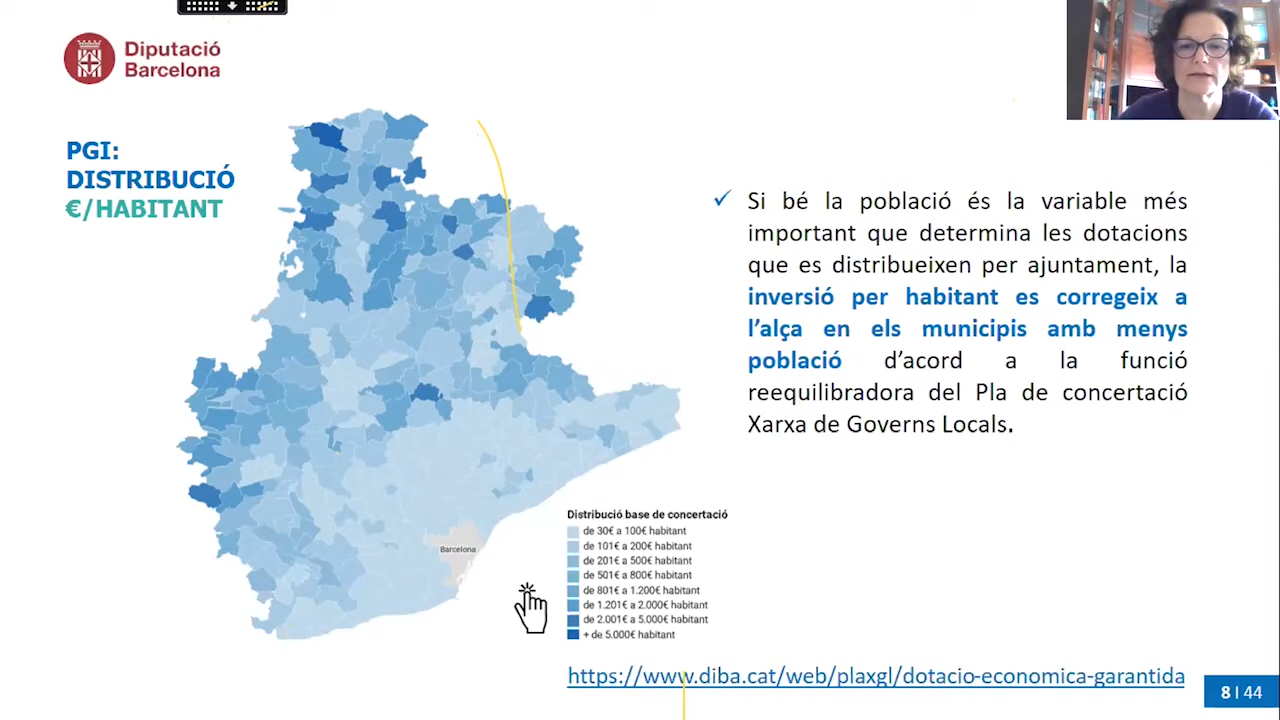 Diputació
Barcelona
PGI:
DISTRIBUCIÓ
€/HABITANT
Si bé la població és la variable més
important que determina les dotacions
que es distribueixen per ajuntament, la
inversió per habitant es corregeix a
l’alça en els municipis amb menys
població d’acord a la funció
reequilibradora del Pla de concertació
Xarxa de Governs Locals.
Distribució base de concertació
de 30€ a 100€ habitant
de 101€ a 200€ habitant
de 201€ a 500€ habitant
de 501€ a 800€ habitant
de 801€ a 1.200€ habitant
de 1.201€ a 2.000€ habitant
de 2.001€ a 5.000€ habitant
+ de 5.000€ habitant
Barcelona
https://www.diba.cat/web/plaxgl/dotacio-economica-garantida
8 I 44